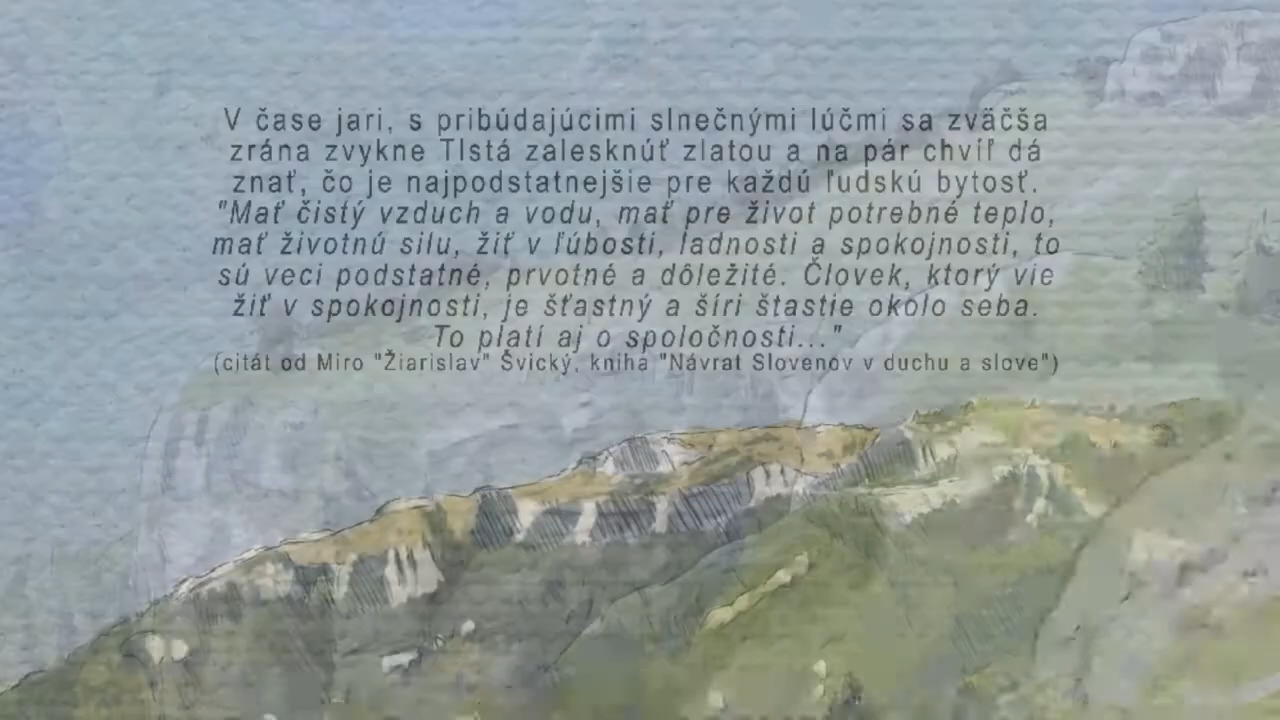 V čase jari, s pribúdajúcimi slnečnými lúčmi sa zväčša
zrána zvykne Tlstá zalesknúť zlatou a na pár chvíľ dá
znať, čo je najpodstatnejšie pre každú ľudskú bytosť.
"Mať čistý vzduch a vodu, mať pre život potrebné teplo,
mať životnú silu, žiť v ľúbosti, ladnosti a spokojnosti, to
sú veci podstatné, prvotné a dôležité. Človek, ktorý vie
žiť v spokojnosti, je šťastný a šíri štastie okolo seba.
To platí aj o spoločnosti..."
(citát od Miro "Žiarislav" Švický, kniha "Návrat Slovenov v duchu a slove")